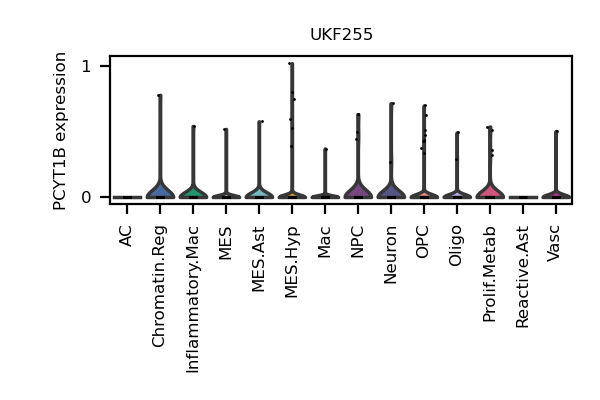 UKF255
PCYT1B expression
1
0
AC
Chromatin.Reg
Inflammatory.Mac
MES
MES.Ast
MES.Hyp
Mac
NPC
Neuron
OPC
Oligo
Prolif.Metab
Reactive.Ast
Vasc